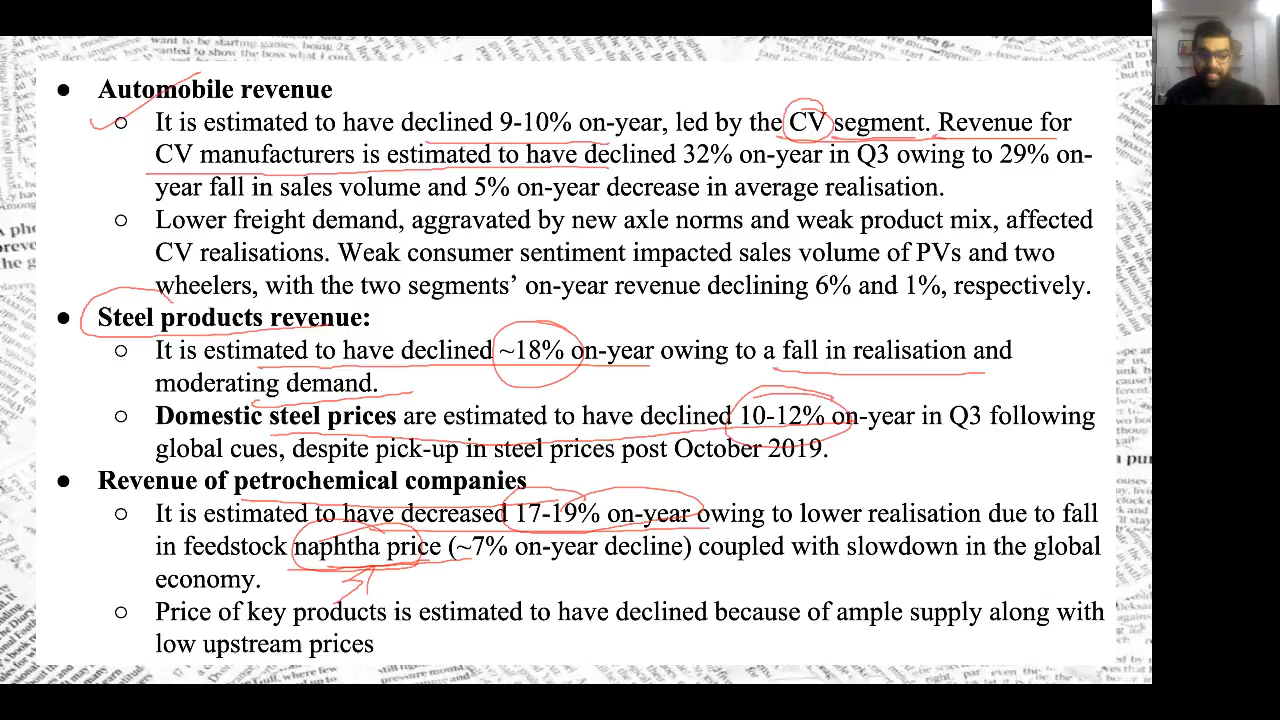 ● Automobile revenue
○ It is estimated to have declined 9-10% on-year, led by the CV segment. Revenue for
CV manufacturers is estimated to have declined 32% on-year in Q3 owing to 29% on-
year fall in sales volume and 5% on-year decrease in average realisation.
○ Lower freight demand, aggravated by new axle norms and weak product mix, affected
CV realisations. Weak consumer sentiment impacted sales volume of PVs and two
wheelers, with the two segments’ on-year revenue declining 6% and 1%, respectively.
● Steel products revenue:
○ It is estimated to have declined ~18% on-year owing to a fall in realisation and
moderating demand.
○ Domestic steel prices are estimated to have declined 10-12% on-year in Q3 following
global cues, despite pick-up in steel prices post October 2019.
● Revenue of petrochemical companies
○ It is estimated to have decreased 17-19% on-year owing to lower realisation due to fall
in feedstock naphtha price (~7% on-year decline) coupled with slowdown in the global
economy.
○ Price of key products is estimated to have declined because of ample supply along with
low upstream prices